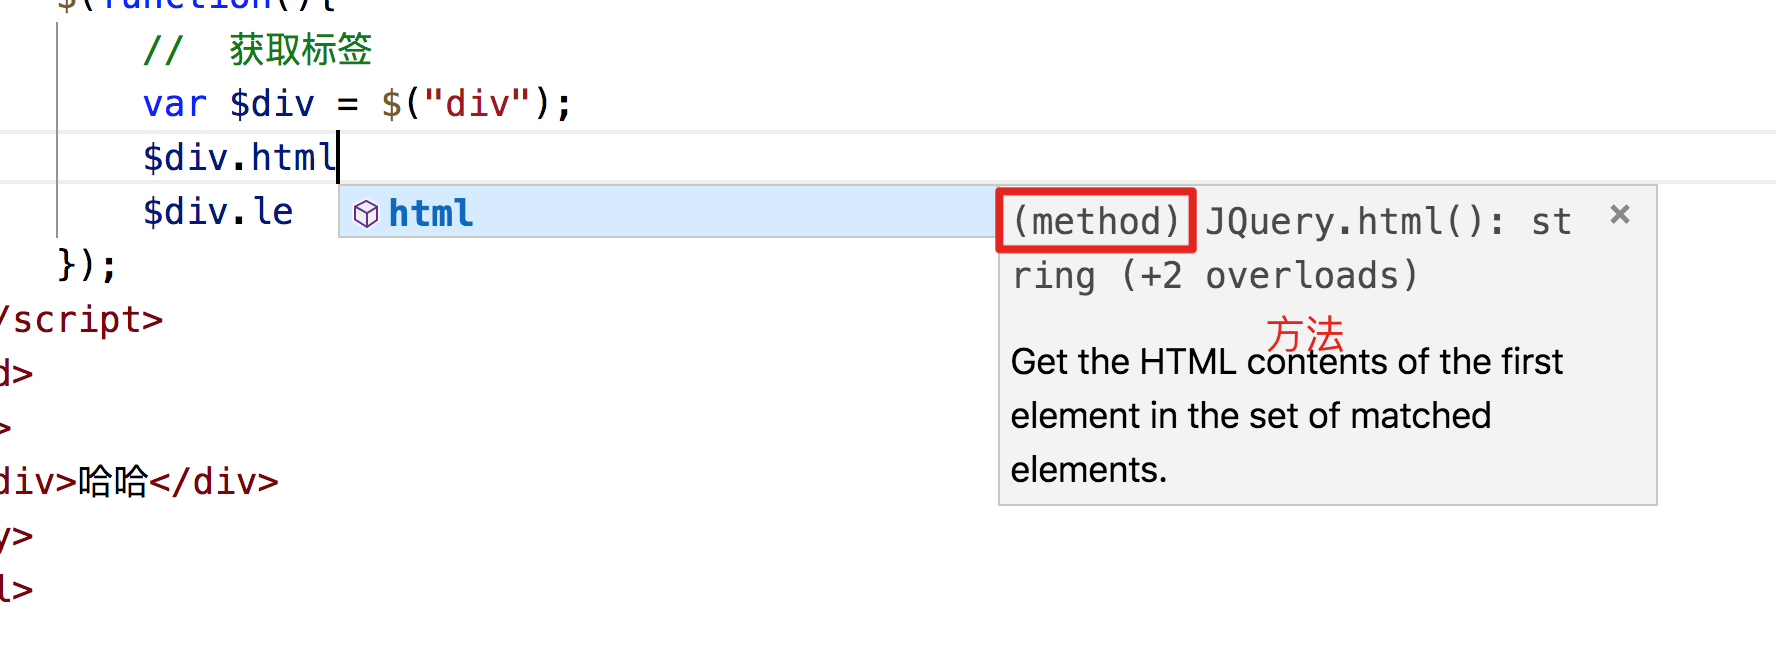 $(function(){
// 获取标签
var $div = $("div");
$div.html
$div.le
});
/script>
d>
>
div>哈哈</div>
y>
l>
html
(method) JQuery.html(): st
ring (+2 overloads)
方法
Get the HTML contents of the first
element in the set of matched
elements.